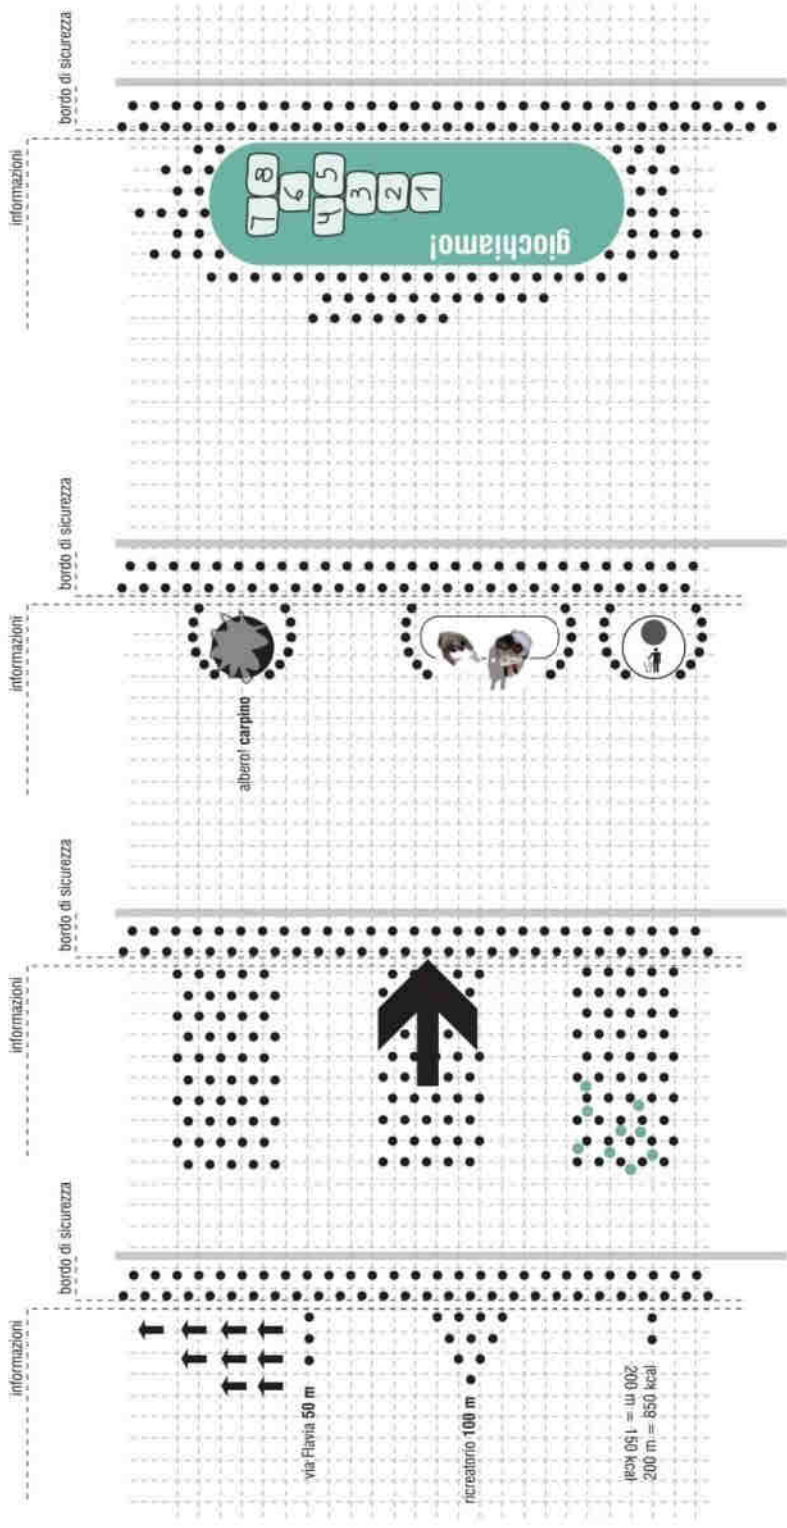 informazioni
bordo di sicurezza
via Flavia 50 m
ricreatorio 100 m
200 m = 150 kcal
200 m = 850 kcal
informazioni
bordo di sicurezza
informazioni
bordo di sicurezza
albero! carpino
informazioni
bordo di sicurezza
giochiamo!
1
2
3
4 5
6
7 8